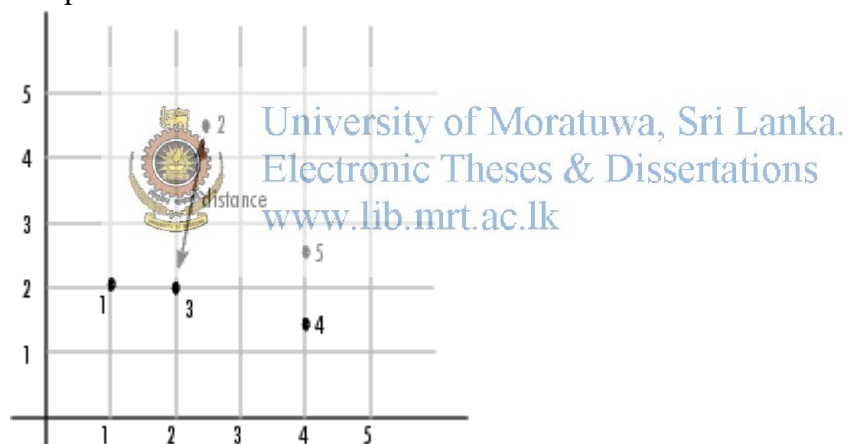 5
2
University of Moratuwa, Sri Lanka.
4
Electronic Theses & Dissertations
distance
3
www.lib.mrt.ac.lk
5
2
1
3
4
1
1 2 3 4 5